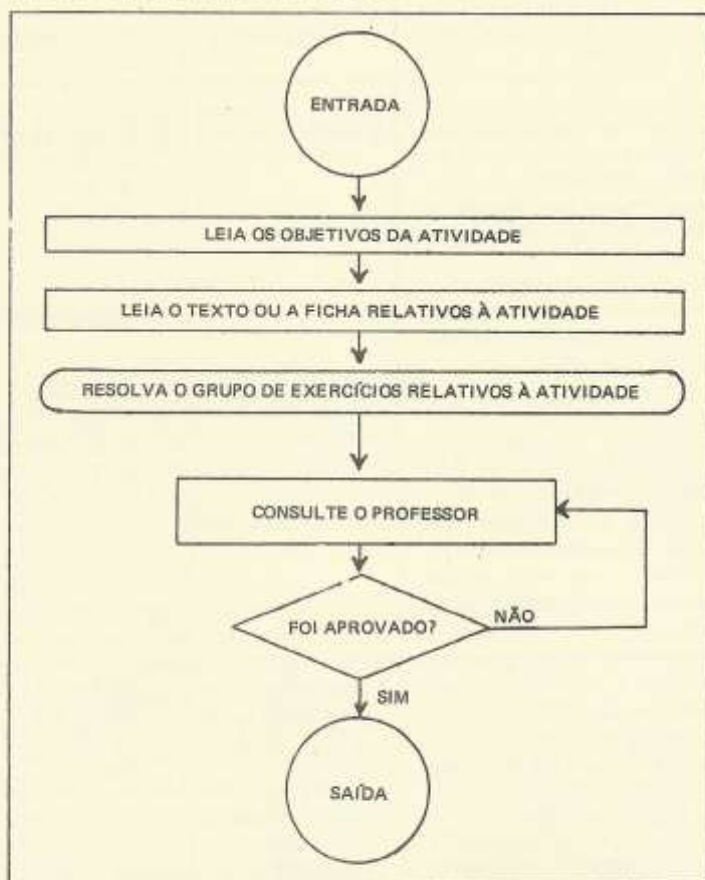 ENTRADA
LEIA OS OBJETIVOS DA ATIVIDADE
LEIA O TEXTO OU A FICHA RELATIVOS À ATIVIDADE
RESOLVA O GRUPO DE EXERCÍCIOS RELATIVOS À ATIVIDADE
CONSULTE O PROFESSOR
FOI APROVADO?
NÃO
SIM
SAÍDA